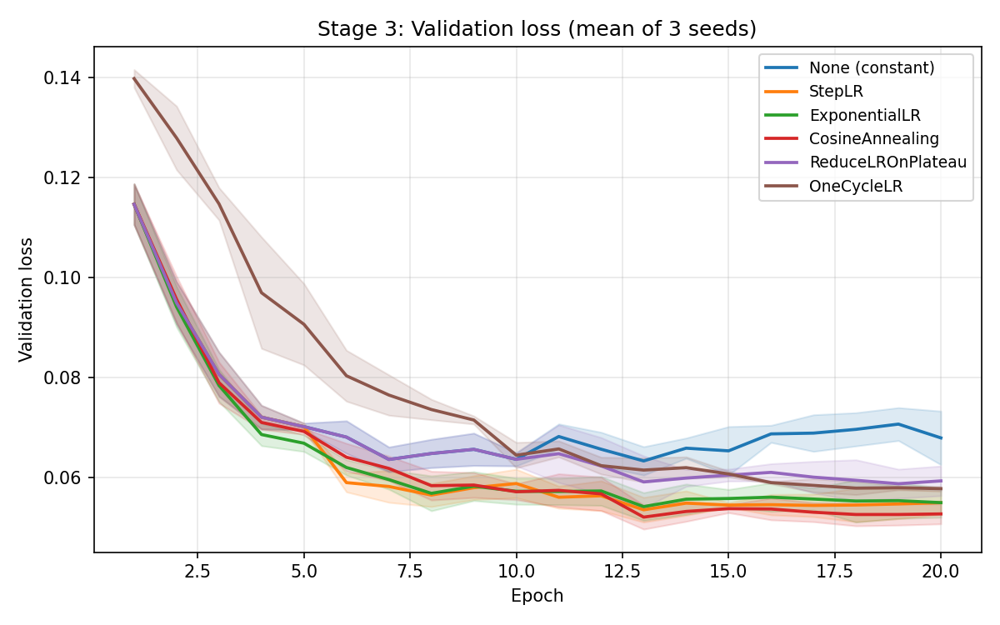 Stage 3: Validation loss (mean of 3 seeds)
None (constant)
StepLR
ExponentialLR
CosineAnnealing
ReduceLROnPlateau
OneCycleLR
Validation loss
0.14
0.12
0.10
0.08
0.06
2.5 5.0 7.5 10.0 12.5 15.0 17.5 20.0
Epoch